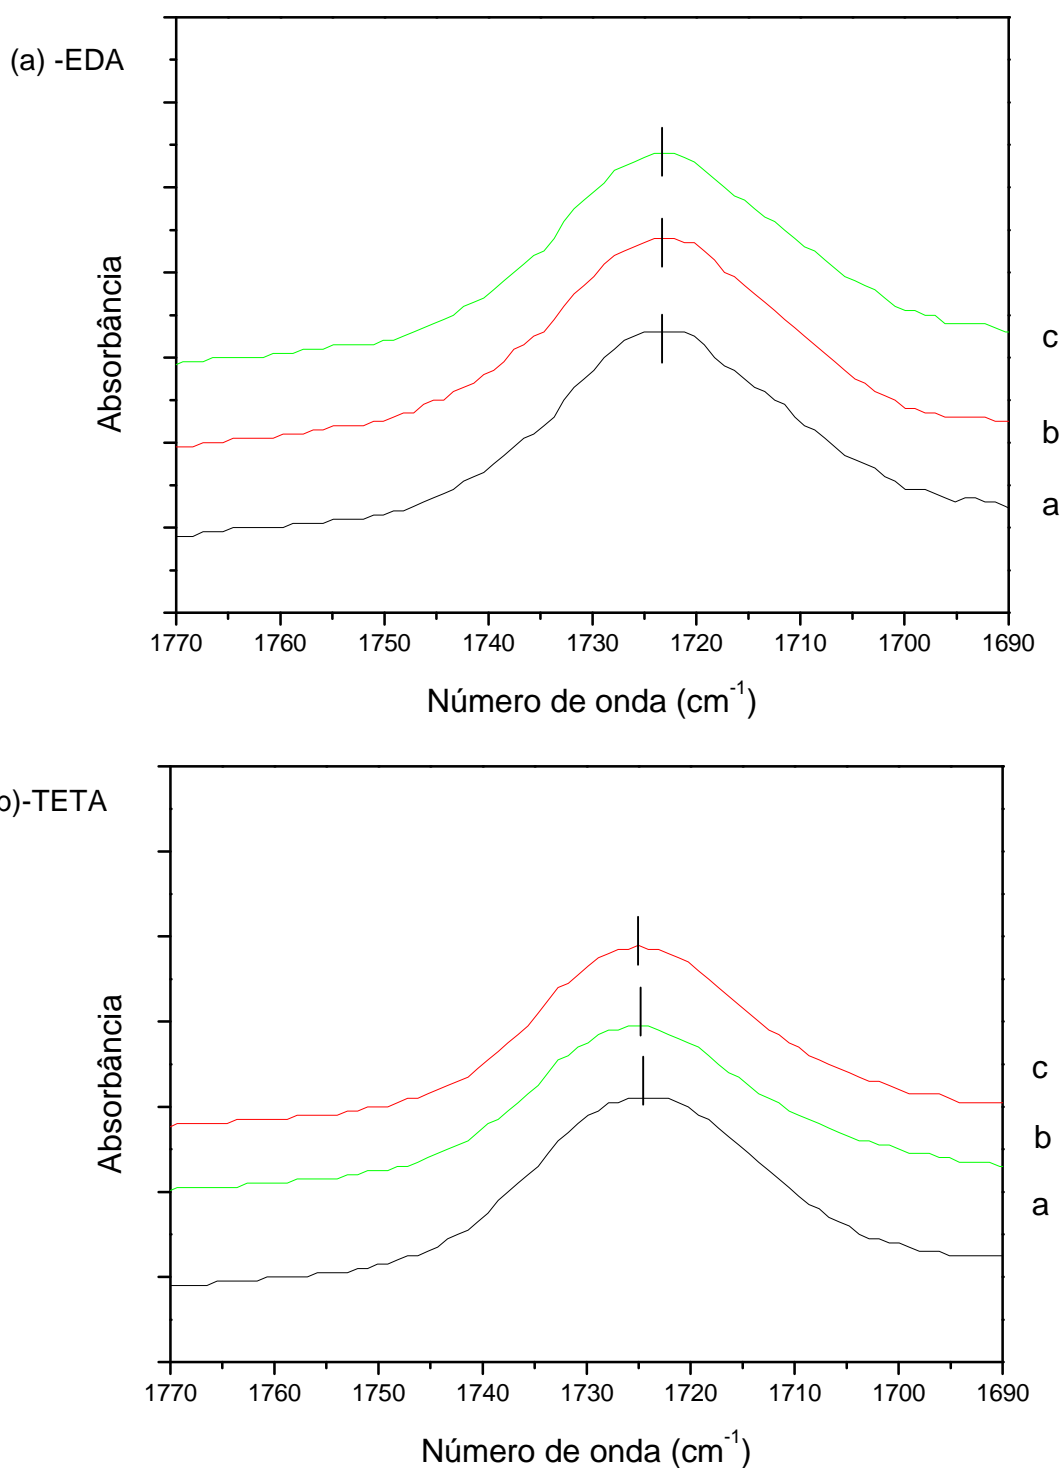 (a) -EDA
Absorbância
c
b
a
1770 1760 1750 1740 1730 1720 1710 1700 1690
Número de onda (cm-1)
b)-TETA
Absorbância
c
b
a
1770 1760 1750 1740 1730 1720 1710 1700 1690
Número de onda (cm-1)